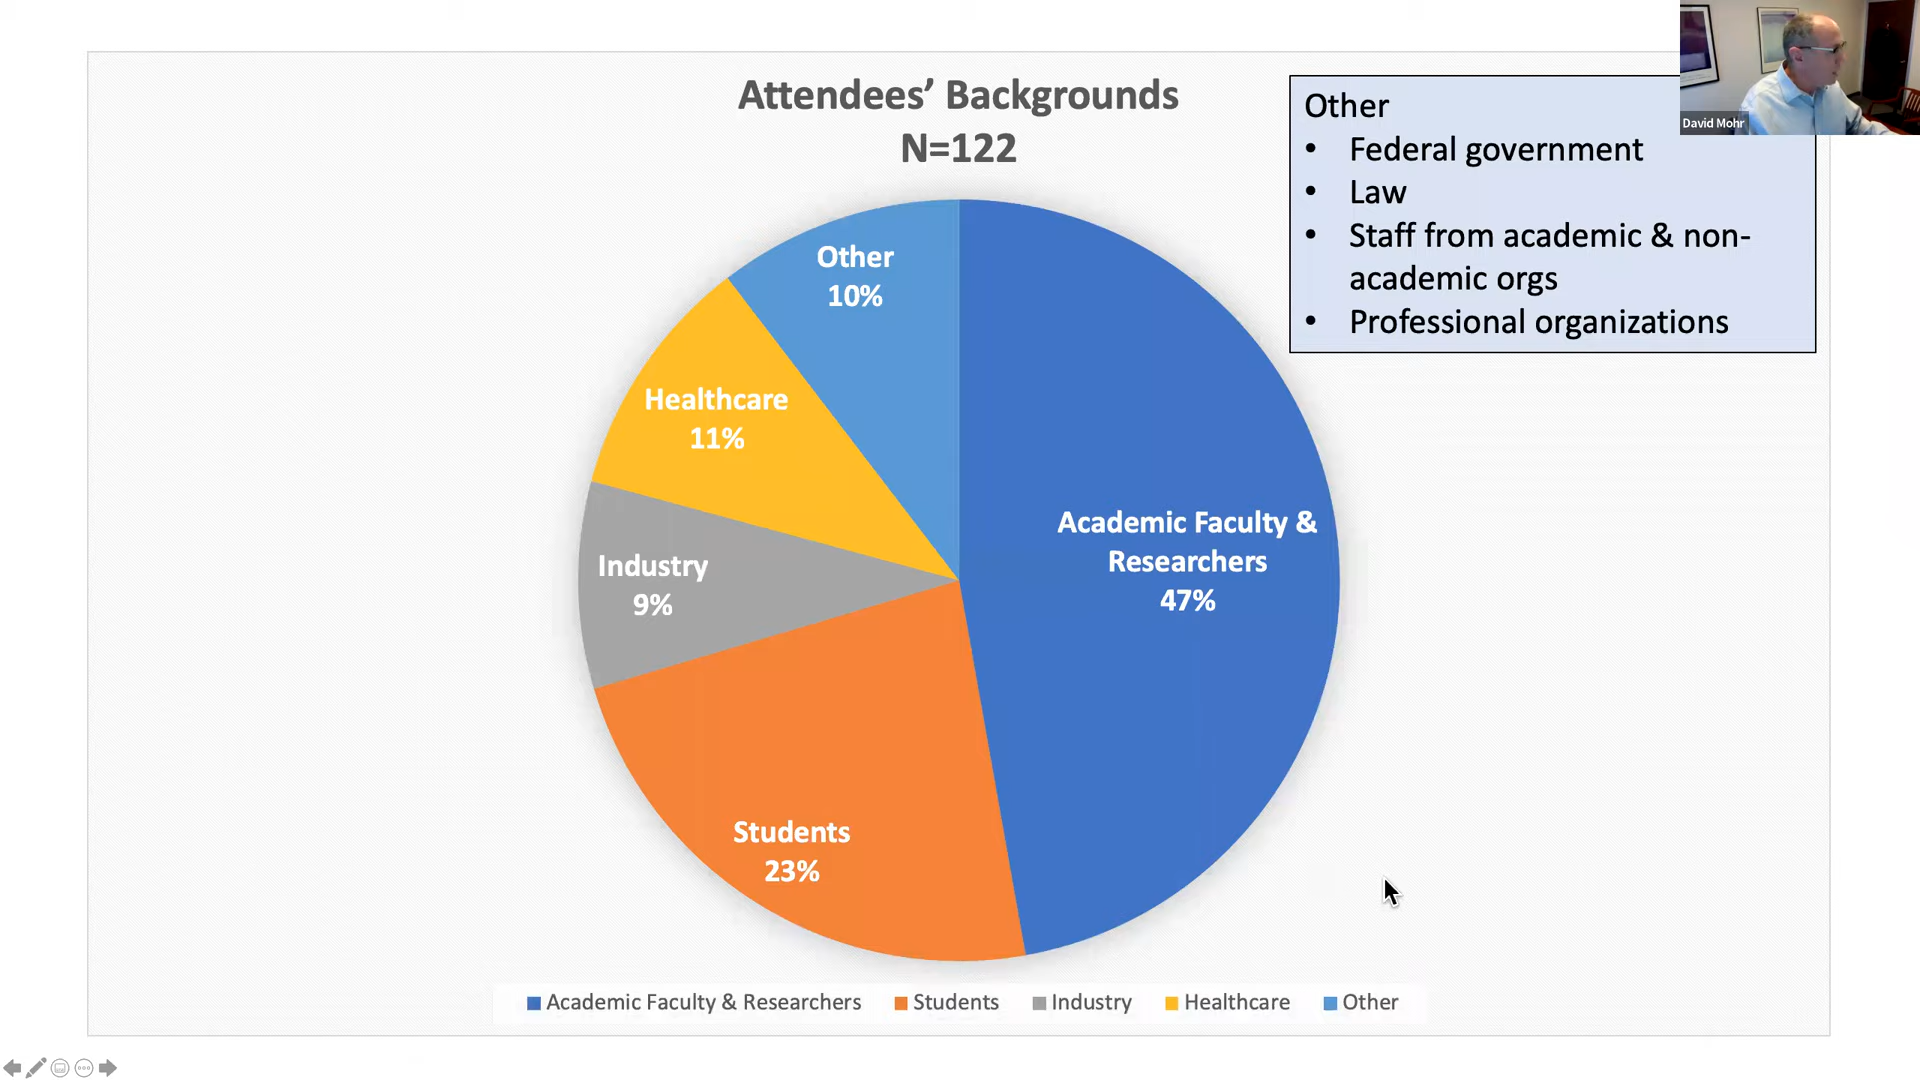 Attendees’ Backgrounds
N=122
David Mohr
Other
• Federal government
• Law
• Staff from academic & non-
academic orgs
• Professional organizations
Other
10%
Healthcare
11%
Industry
9%
Academic Faculty &
Researchers
47%
Students
23%
Academic Faculty & Researchers Students Industry Healthcare Other